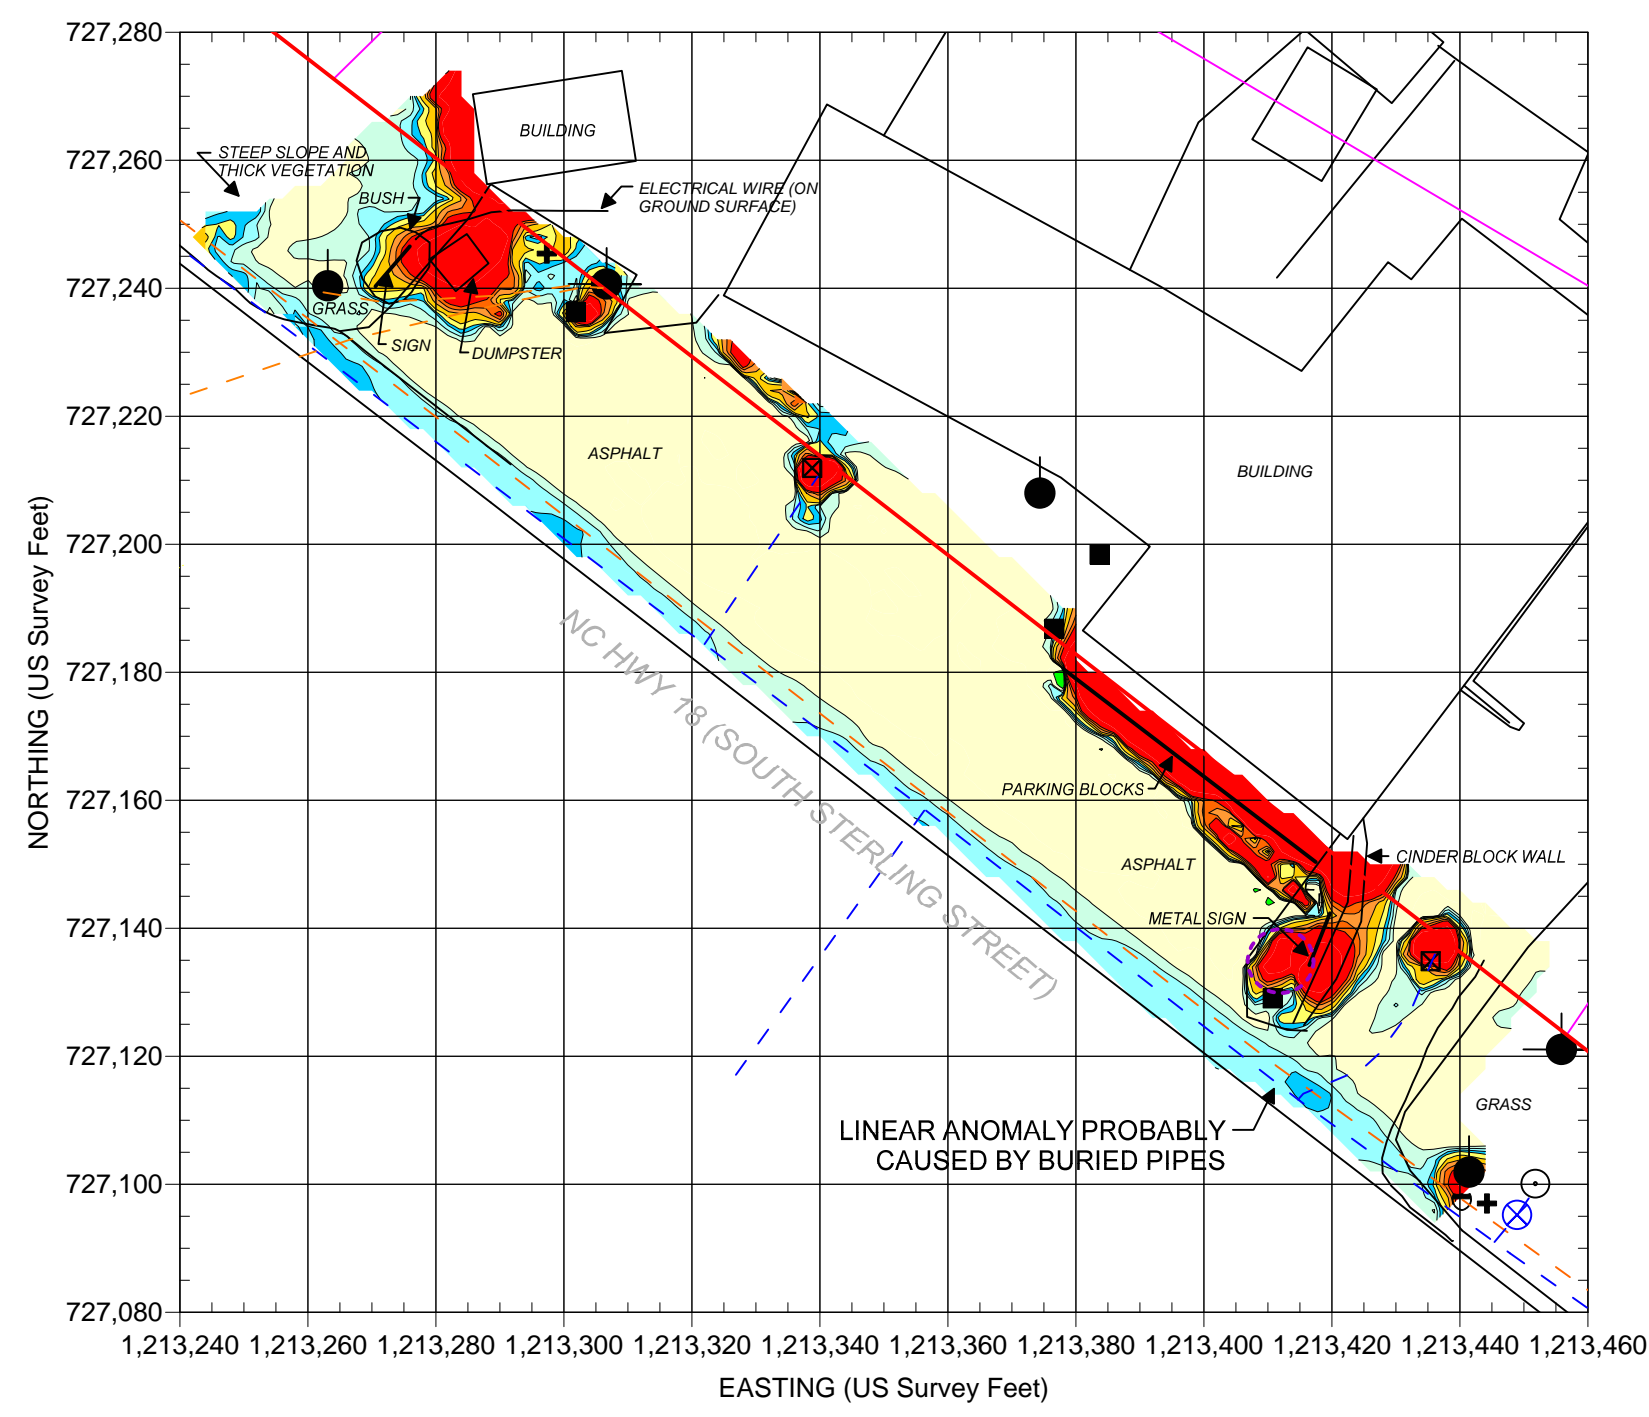 727,280
727,260
727,240
727,220
727,200
727,180
727,160
727,140
727,120
727,100
727,080
NORTHING (US Survey Feet)
BUILDING
STEEP SLOPE AND
THICK VEGETATION
BUSH
ELECTRICAL WIRE (ON
GROUND SURFACE)
GRASS
SIGN
DUMPSTER
ASPHALT
BUILDING
NC HWY 18 (SOUTH STERLING STREET)
PARKING BLOCKS
ASPHALT
CINDER BLOCK WALL
METAL SIGN
GRASS
LINEAR ANOMALY PROBABLY
CAUSED BY BURIED PIPES
1,213,240 1,213,260 1,213,280 1,213,300 1,213,320 1,213,340 1,213,360 1,213,380 1,213,400 1,213,420 1,213,440 1,213,460
EASTING (US Survey Feet)